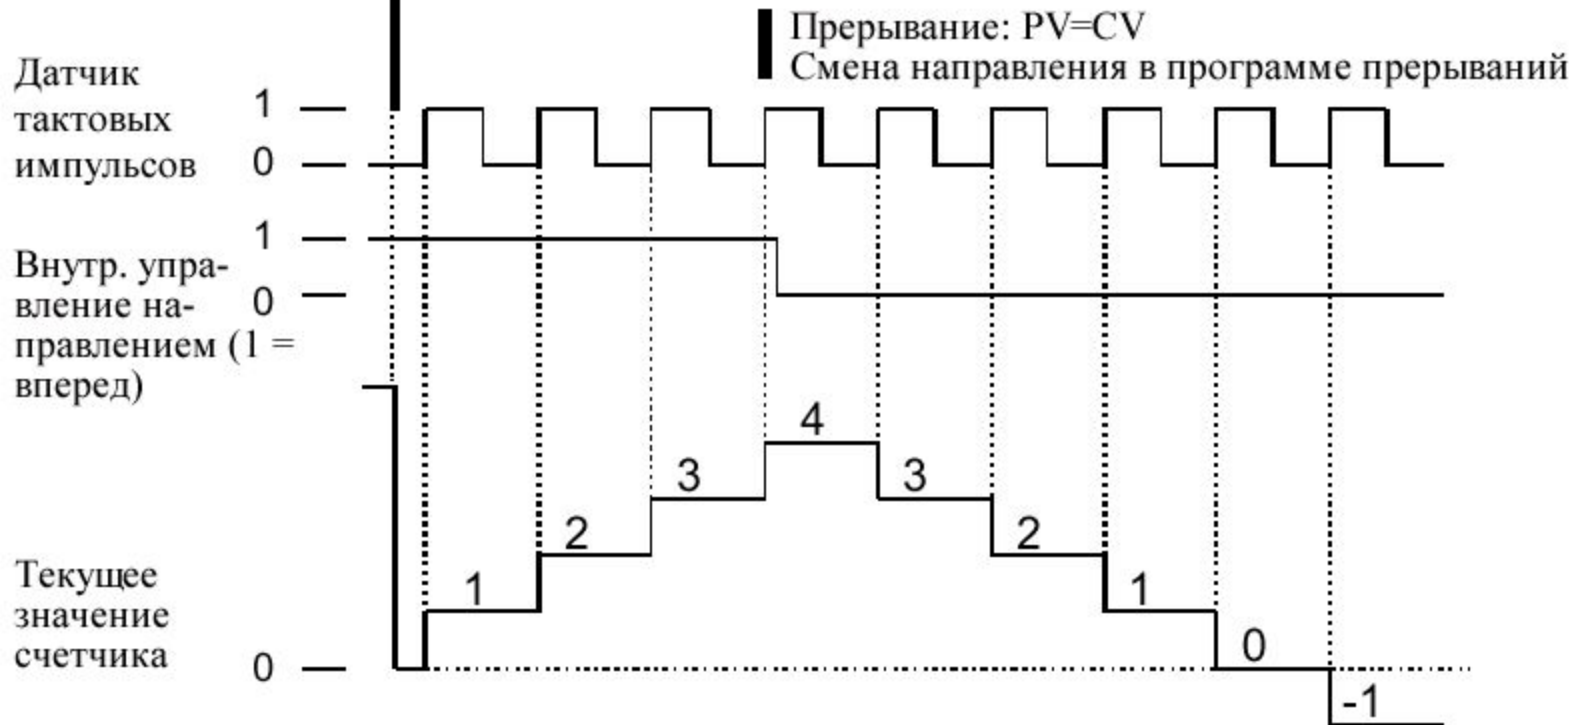 Прерывание: PV=CV
Смена направления в программе прерываний
Датчик
тактовых
импульсов
1
0
Внутр. упра-
вление на-
правлением (1 =
вперед)
1
0
4
3
3
2
2
1
1
0
-1
Текущее
значение
счетчика
0